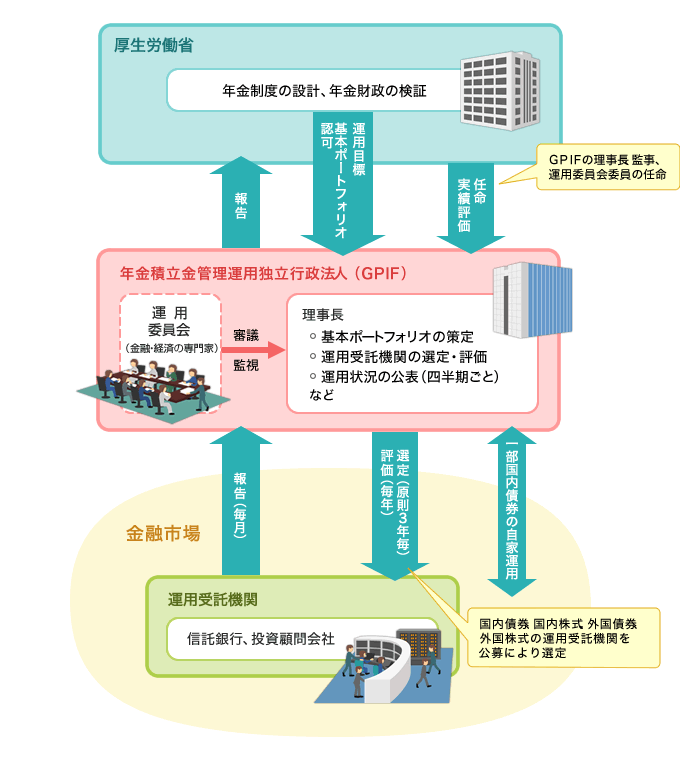 厚生労働省
年金制度の設計、年金財政の検証
報告
運用目標
基本ポートフォリオ
認可
任命
実績評価
GPIFの理事長 監事、
運用委員会委員の任命
年金積立金管理運用独立行政法人（GPIF）
運用
委員会
（金融・経済の専門家）
審議
監視
理事長
○ 基本ポートフォリオの策定
○ 運用受託機関の選定・評価
○ 運用状況の公表（四半期ごと）
など
報告（毎月）
選定（原則３年毎）
評価（毎年）
一部国内債券の自家運用
金融市場
運用受託機関
信託銀行、投資顧問会社
国内債券 国内株式 外国債券
外国株式の運用受託機関を
公募により選定